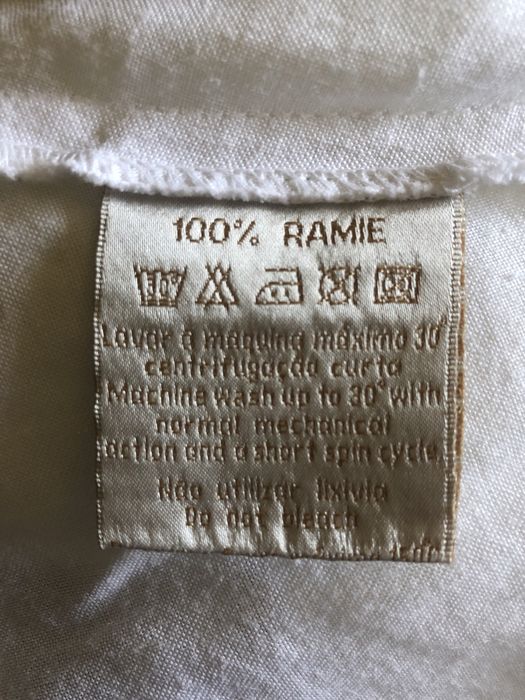 100% RAMIE
30°
Lavar a maquina máximo 30°
centrifugação curta
Machine wash up to 30° with
normal mechanical
action and a short spin cycle.
Não utilizar lixívia
Do not bleach